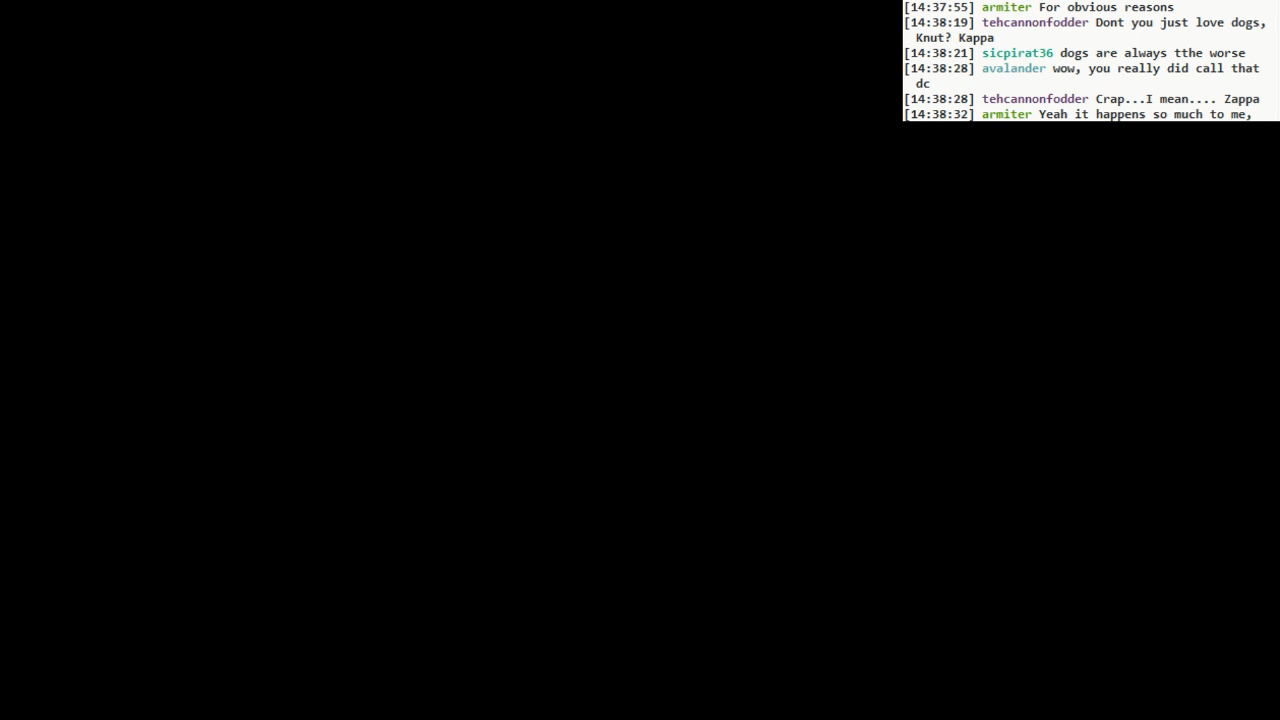 [14:37:55] armiter For obvious reasons
[14:38:19] tehcannonfodder Dont you just love dogs,
Knut? Kappa
[14:38:21] sicpirat36 dogs are always tthe worse
[14:38:28] avalander wow, you really did call that
dc
[14:38:28] tehcannonfodder Crap...I mean.... Zappa
[14:38:32] armiter Yeah it happens so much to me,